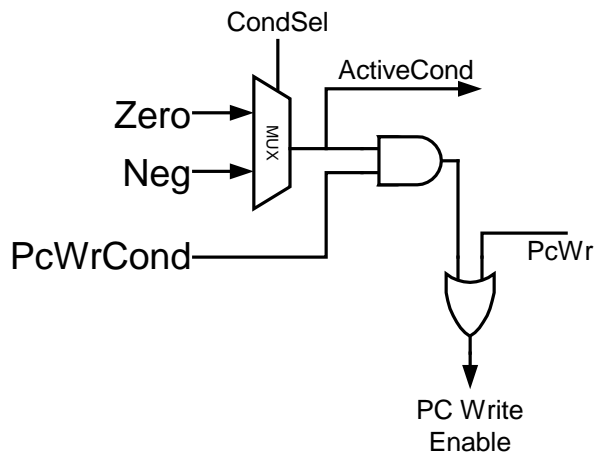 CondSel
ActiveCond
Zero
MUX
Neg
PcWrCond
PcWr
PC Write
Enable